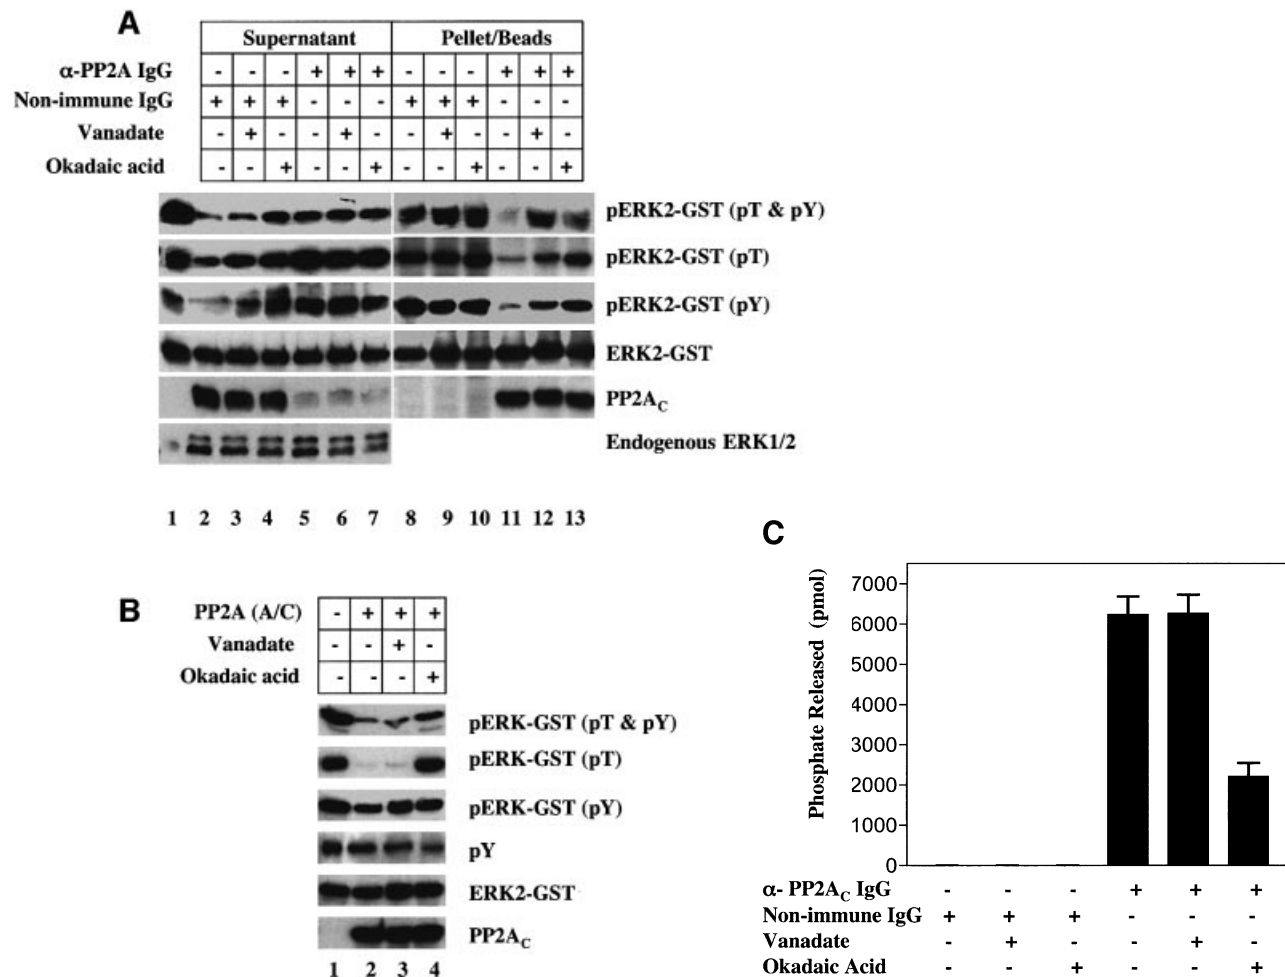 A
Supernatant Pellet/Beads
α-PP2A IgG - - - + + + - - - + + +
Non-immune IgG + + + - - - + + + - - -
Vanadate - + - - + - - + - - + -
Okadaic acid - - + - - + - - + - - +
pERK2-GST (pT & pY)
pERK2-GST (pT)
pERK2-GST (pY)
ERK2-GST
PP2AC
Endogenous ERK1/2
1 2 3 4 5 6 7 8 9 10 11 12 13
B
PP2A (A/C) - + + +
Vanadate - - + -
Okadaic acid - - - +
pERK-GST (pT & pY)
pERK-GST (pT)
pERK-GST (pY)
pY
ERK2-GST
PP2AC
1 2 3 4
C
Phosphate Released (pmol)
7000
6000
5000
4000
3000
2000
1000
0
α- PP2AC IgG - - - + + +
Non-immune IgG + + + - - -
Vanadate - + - - + -
Okadaic Acid - - + - - +